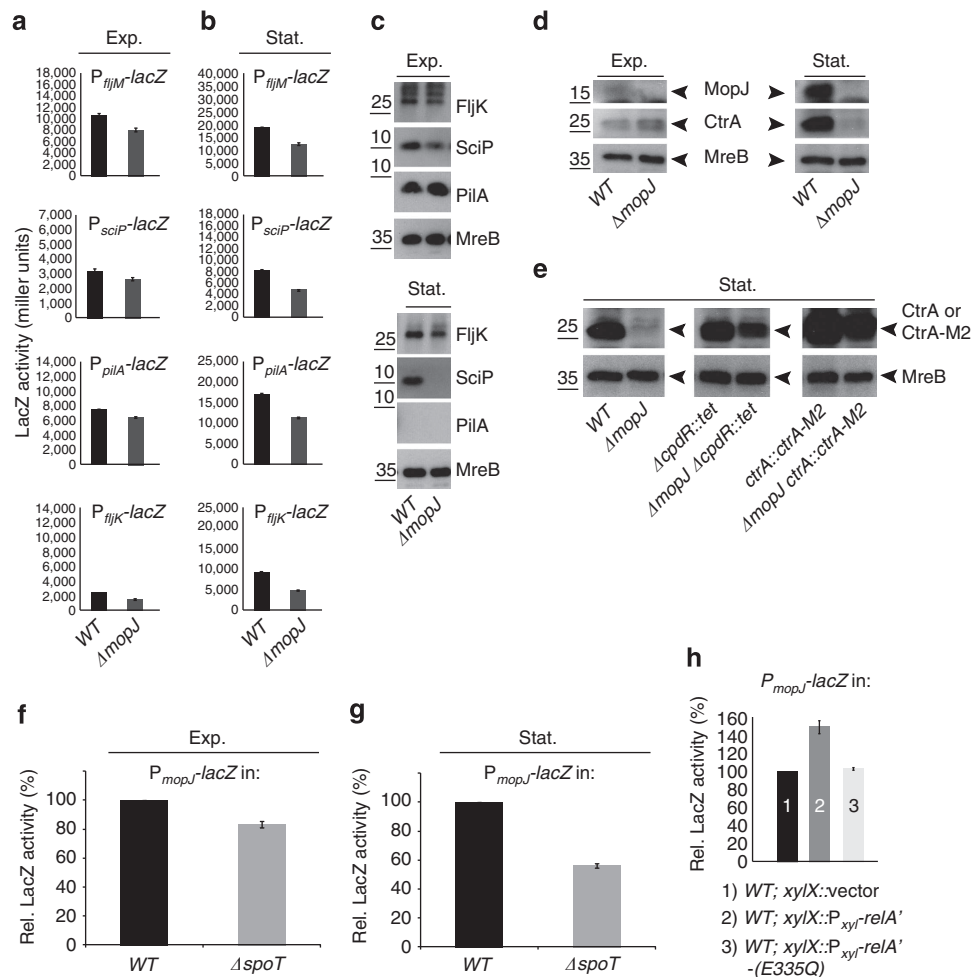 a
Exp.
P fljM-lacZ
18,000
16,000
14,000
12,000
10,000
8,000
6,000
4,000
2,000
0
P sciP-lacZ
7,000
6,000
5,000
4,000
3,000
2,000
1,000
0
P pilA-lacZ
14,000
12,000
10,000
8,000
6,000
4,000
2,000
0
P fljK-lacZ
14,000
12,000
10,000
8,000
6,000
4,000
2,000
0
LacZ activity (miller units)
WT
ΔmopJ
b
Stat.
P fljM-lacZ
40,000
35,000
30,000
25,000
20,000
15,000
10,000
5,000
0
P sciP-lacZ
18,000
16,000
14,000
12,000
10,000
8,000
6,000
4,000
2,000
0
P pilA-lacZ
25,000
20,000
15,000
10,000
5,000
0
P fljK-lacZ
25,000
20,000
15,000
10,000
5,000
0
WT
ΔmopJ
c
Exp.
25
FljK
10
SciP
10
PilA
35
MreB
Stat.
25
FljK
10
SciP
10
PilA
35
MreB
WT
ΔmopJ
d
Exp.
Stat.
15
MopJ
25
CtrA
35
MreB
WT
ΔmopJ
WT
ΔmopJ
e
Stat.
25
CtrA or
CtrA-M2
35
MreB
WT
ΔmopJ
ΔcpdR::tet
ΔmopJ ΔcpdR::tet
ctrA::ctrA-M2
ΔmopJ ctrA::ctrA-M2
f
Exp.
P mopJ-lacZ in:
Rel. LacZ activity (%)
100
80
60
40
20
0
WT
ΔspoT
g
Stat.
P mopJ-lacZ in:
Rel. LacZ activity (%)
100
80
60
40
20
0
WT
ΔspoT
h
P mopJ-lacZ in:
Rel. LacZ activity (%)
160
140
120
100
80
60
40
20
0
1
2
3
1) WT; xylX::vector
2) WT; xylX::P xyl-relA'
3) WT; xylX::P xyl-relA'
-(E335Q)